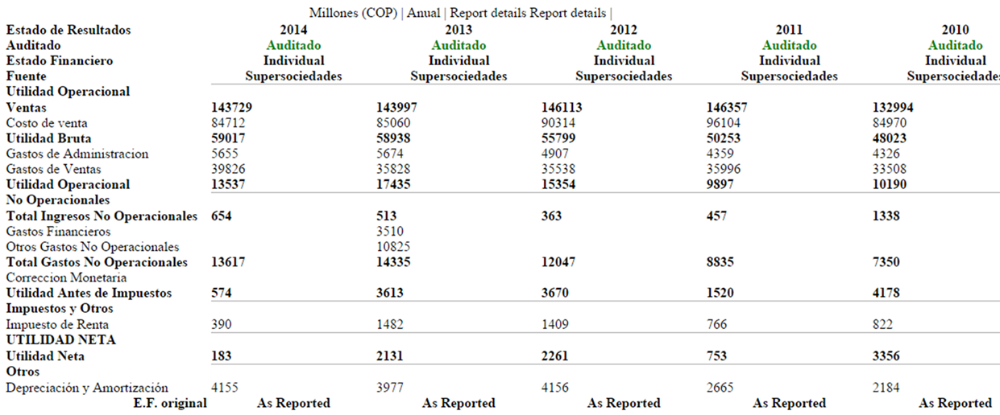 Millones (COP) | Anual | Report details Report details |
Estado de Resultados 2014 2013 2012 2011 2010
Auditado Auditado Auditado Auditado Auditado Auditado
Estado Financiero Individual Individual Individual Individual Individual
Fuente Supersociedades Supersociedades Supersociedades Supersociedades Supersociedades
Utilidad Operacional
Ventas 143729 143997 146113 146357 132994
Costo de venta 84712 85060 90314 96104 84970
Utilidad Bruta 59017 58938 55799 50253 48023
Gastos de Administracion 5655 5674 4907 4359 4326
Gastos de Ventas 39826 35828 35538 35996 33508
Utilidad Operacional 13537 17435 15354 9897 10190
No Operacionales
Total Ingresos No Operacionales 654 513 363 457 1338
Gastos Financieros 3510
Otros Gastos No Operacionales 10825
Total Gastos No Operacionales 13617 14335 12047 8835 7350
Correccion Monetaria
Utilidad Antes de Impuestos 574 3613 3670 1520 4178
Impuestos y Otros
Impuesto de Renta 390 1482 1409 766 822
UTILIDAD NETA
Utilidad Neta 183 2131 2261 753 3356
Otros
Depreciación y Amortización 4155 3977 4156 2665 2184
E.F. original As Reported As Reported As Reported As Reported As Reported